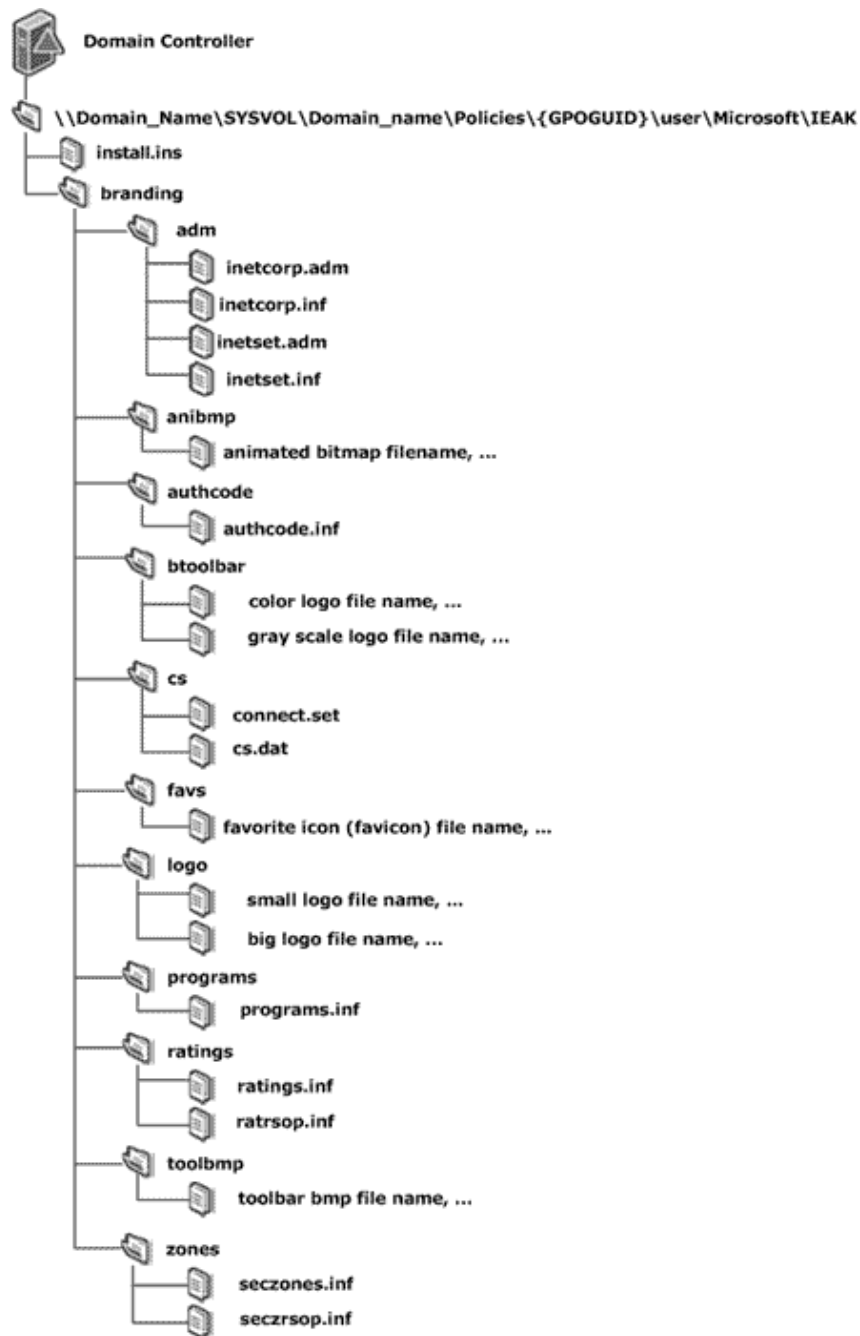 Domain Controller
\\Domain_Name\SYSVOL\Domain_name\Policies\{GPOGUID}\user\Microsoft\IEAK
install.ins
branding
adm
inetcorp.adm
inetcorp.inf
inetset.adm
inetset.inf
anibmp
animated bitmap filename, ...
authcode
authcode.inf
btoolbar
color logo file name, ...
gray scale logo file name, ...
cs
connect.set
cs.dat
favs
favorite icon (favicon) file name, ...
logo
small logo file name, ...
big logo file name, ...
programs
programs.inf
ratings
ratings.inf
ratrsop.inf
toolbmp
toolbar bmp file name, ...
zones
seczones.inf
seczrsop.inf